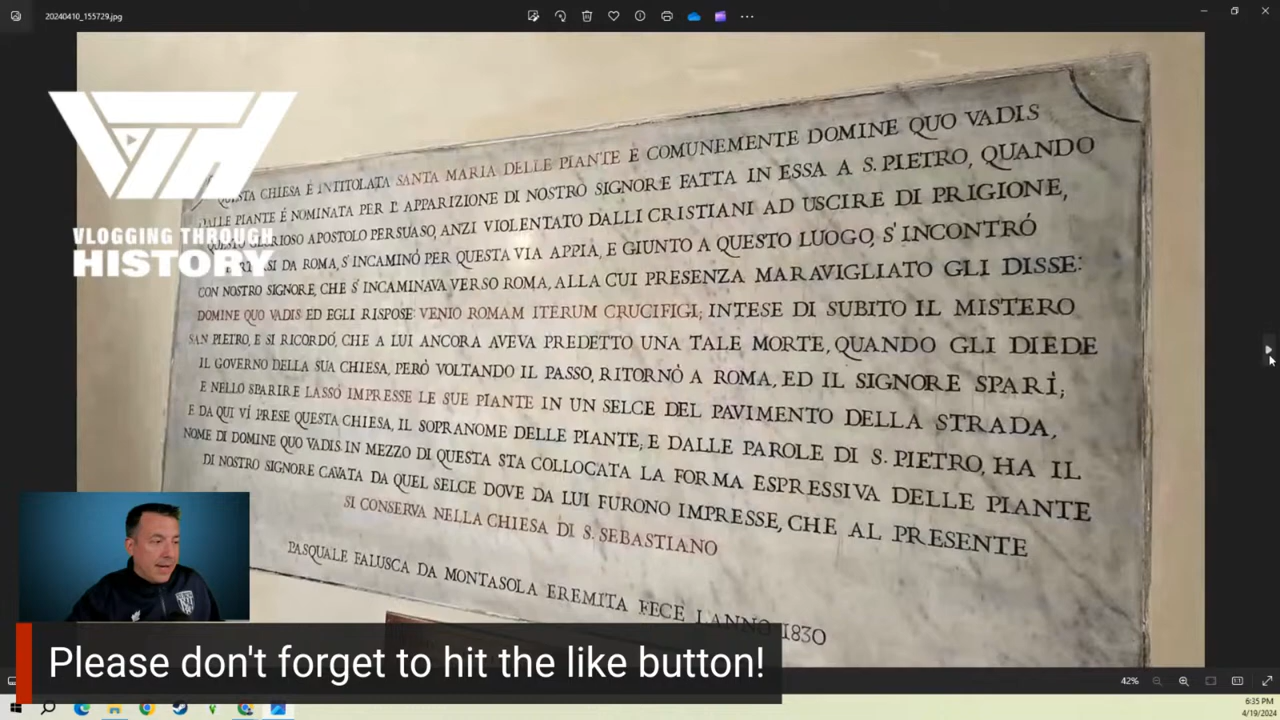 20240410_155729.jpg
VTH
VLOGGING THROUGH
HISTORY
QUESTA CHIESA È INTITOLATA SANTA MARIA DELLE PIANTE E COMUNEMENTE DOMINE QUO VADIS
DALLE PIANTE É NOMINATA PER L' APPARIZIONE DI NOSTRO SIGNORE FATTA IN ESSA A S. PIETRO, QUANDO
QUESTO GLORIOSO APOSTOLO PERSUASO, ANZI VIOLENTATO DALLI CRISTIANI AD USCIRE DI PRIGIONE,
DA ROMA, S' INCAMINÒ PER QUESTA VIA APPIA, E GIUNTO A QUESTO LUOGO, S' INCONTRÓ
CON NOSTRO SIGNORE, CHE S' INCAMINAVA VERSO ROMA, ALLA CUI PRESENZA MARAVIGLIATO GLI DISSE:
DOMINE QUO VADIS ED EGLI RISPOSE: VENIO ROMAM ITERUM CRUCIFIGI; INTESE DI SUBITO IL MISTERO
SAN PIETRO, E SI RICORDÓ, CHE A LUI ANCORA AVEVA PREDETTO UNA TALE MORTE, QUANDO GLI DIEDE
IL GOVERNO DELLA SUA CHIESA, PERÒ VOLTANDO IL PASSO, RITORNÒ A ROMA, ED IL SIGNORE SPARÌ;
E NELLO SPARIRE LASSÓ IMPRESSE LE SUE PIANTE IN UN SELCE DEL PAVIMENTO DELLA STRADA,
E DA QUI VÍ PRESE QUESTA CHIESA, IL SOPRANOME DELLE PIANTE, E DALLE PAROLE DI S. PIETRO, HA IL
NOME DI DOMINE QUO VADIS IN MEZZO DI QUESTA STA COLLOCATA LA FORMA ESPRESSIVA DELLE PIANTE
DI NOSTRO SIGNORE CAVATA DA QUEL SELCE DOVE DA LUI FURONO IMPRESSE, CHE AL PRESENTE
SI CONSERVA NELLA CHIESA DI S. SEBASTIANO
PASQUALE FALUSCA DA MONTASOLA EREMITA FECE L ANNO 1830
Please don't forget to hit the like button!
42%
6:35 PM
4/19/2024